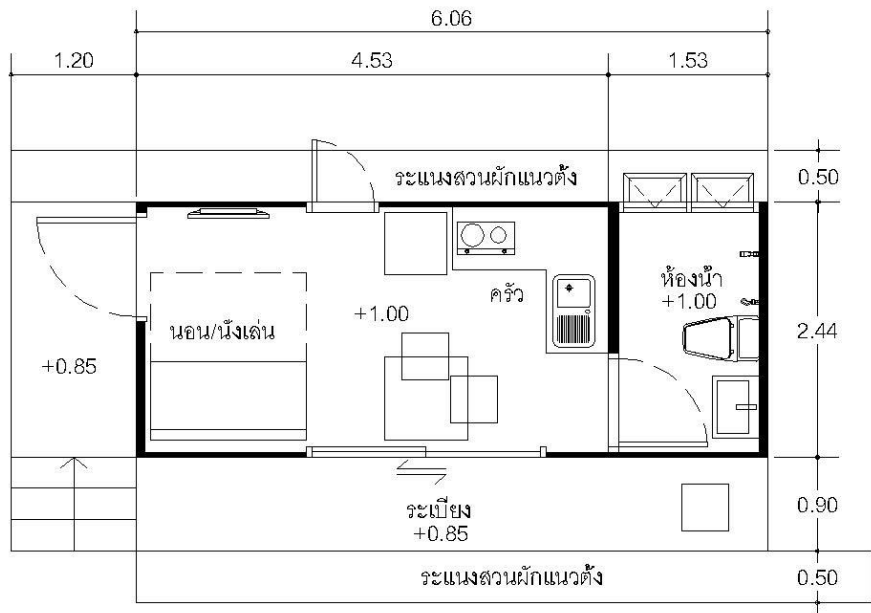 6.06
1.20
4.53
1.53
ระแนงสวนผักแนวตั้ง
0.50
ห้องน้ำ
+1.00
ครัว
+1.00
นอน/นั่งเล่น
2.44
+0.85
ระเบียง
+0.85
0.90
ระแนงสวนผักแนวตั้ง
0.50